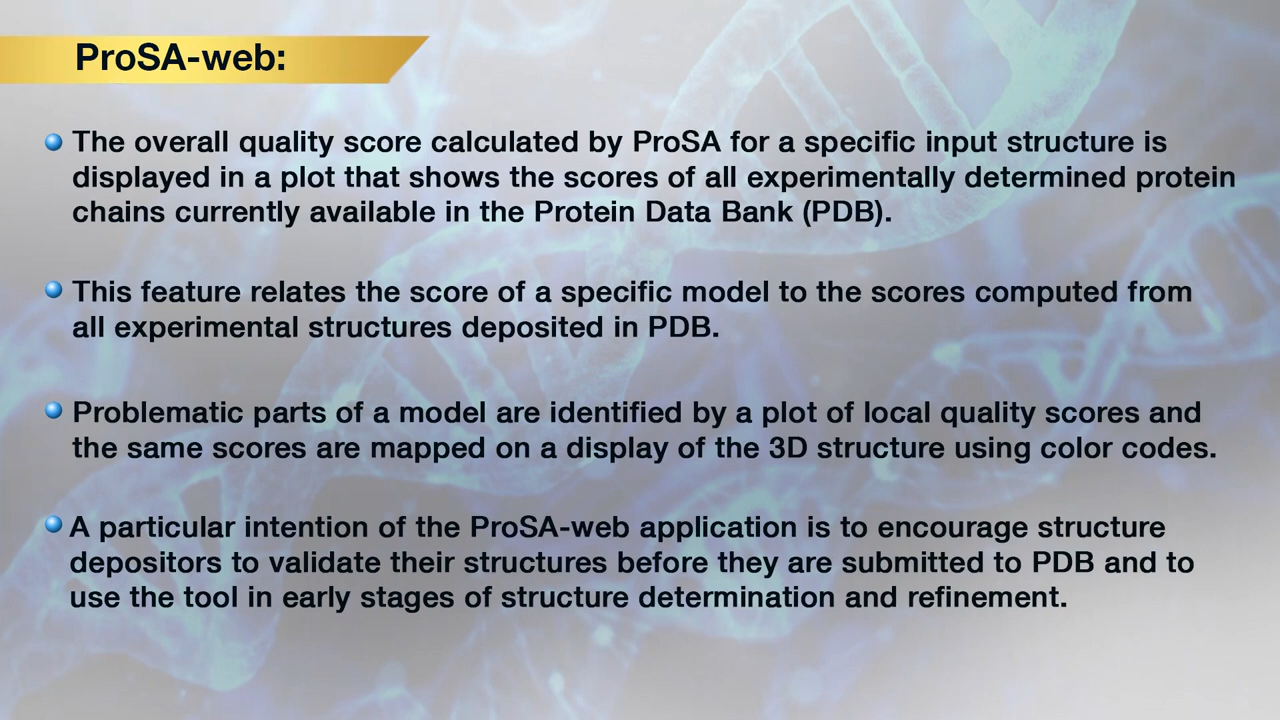 ProSA-web:
The overall quality score calculated by ProSA for a specific input structure is
displayed in a plot that shows the scores of all experimentally determined protein
chains currently available in the Protein Data Bank (PDB).
This feature relates the score of a specific model to the scores computed from
all experimental structures deposited in PDB.
Problematic parts of a model are identified by a plot of local quality scores and
the same scores are mapped on a display of the 3D structure using color codes.
A particular intention of the ProSA-web application is to encourage structure
depositors to validate their structures before they are submitted to PDB and to
use the tool in early stages of structure determination and refinement.